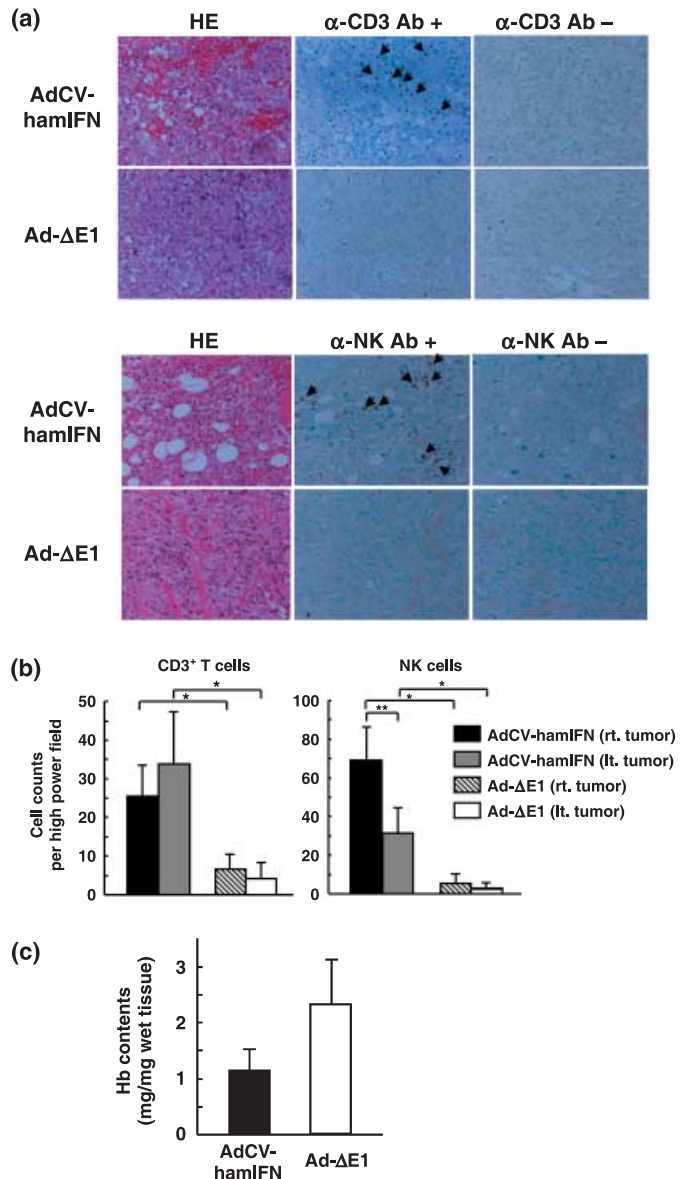 (a)
HE α-CD3 Ab + α-CD3 Ab –
AdCV-
hamIFN
Ad-ΔE1
HE α-NK Ab + α-NK Ab –
AdCV-
hamIFN
Ad-ΔE1
(b)
CD3⁺ T cells
Cell counts
per high power field
50
40
30
20
10
0
*
*
NK cells
100
80
60
40
20
0
*
*
**
AdCV-hamIFN (rt. tumor)
AdCV-hamIFN (lt. tumor)
Ad-ΔE1 (rt. tumor)
Ad-ΔE1 (lt. tumor)
(c)
Hb contents
(mg/mg wet tissue)
3
2
1
0
AdCV-
hamIFN
Ad-ΔE1